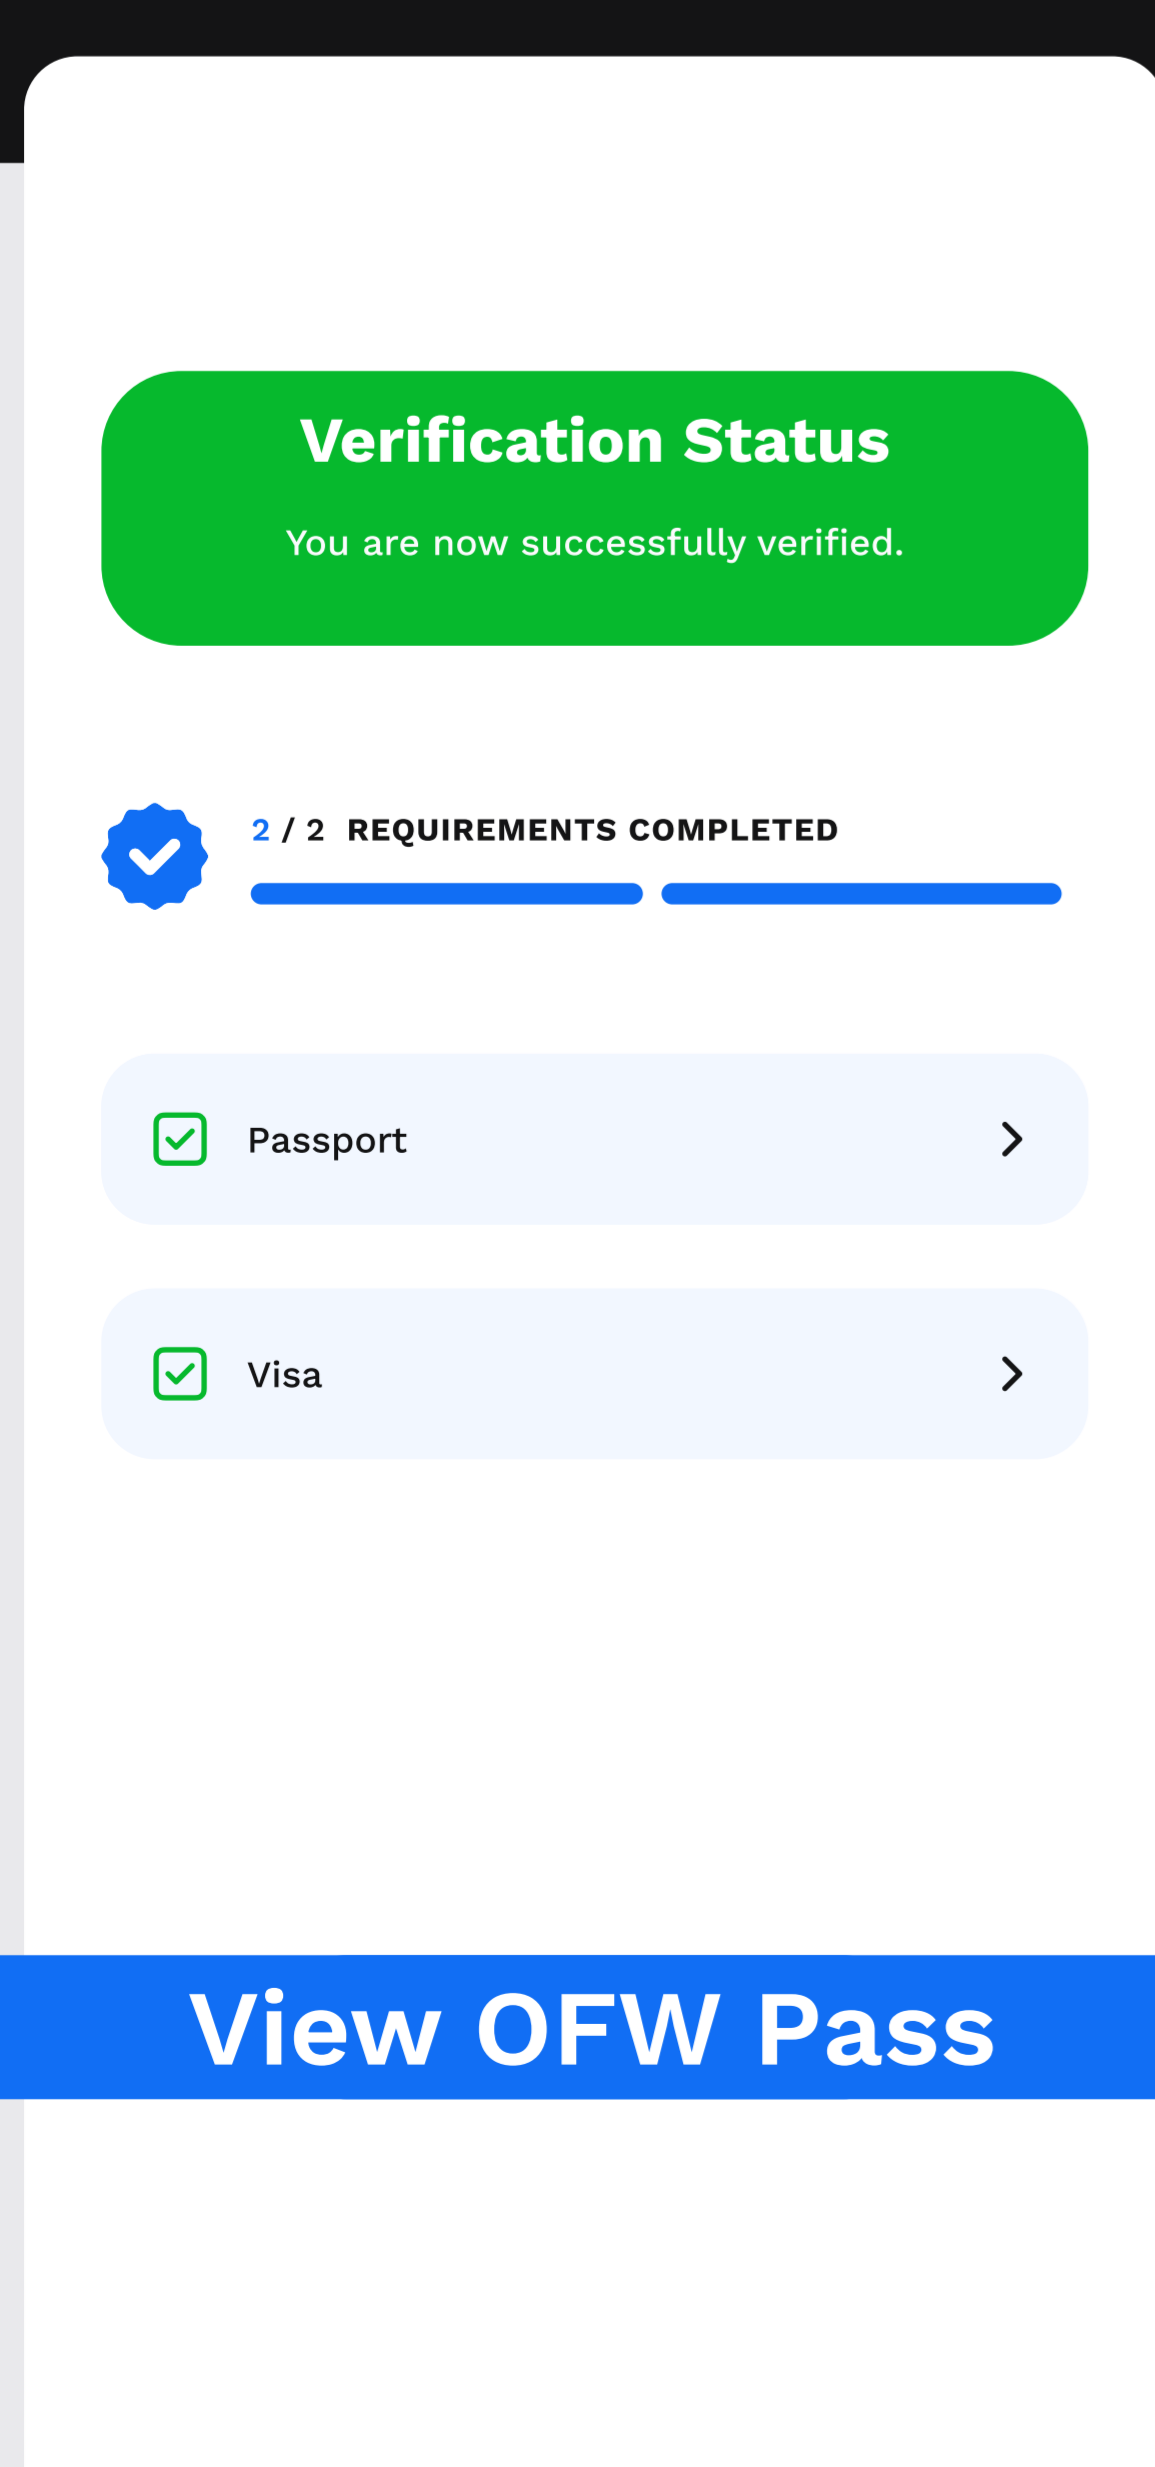 Verification Status
You are now successfully verified.
2 / 2 REQUIREMENTS COMPLETED
Passport
Visa
View OFW Pass